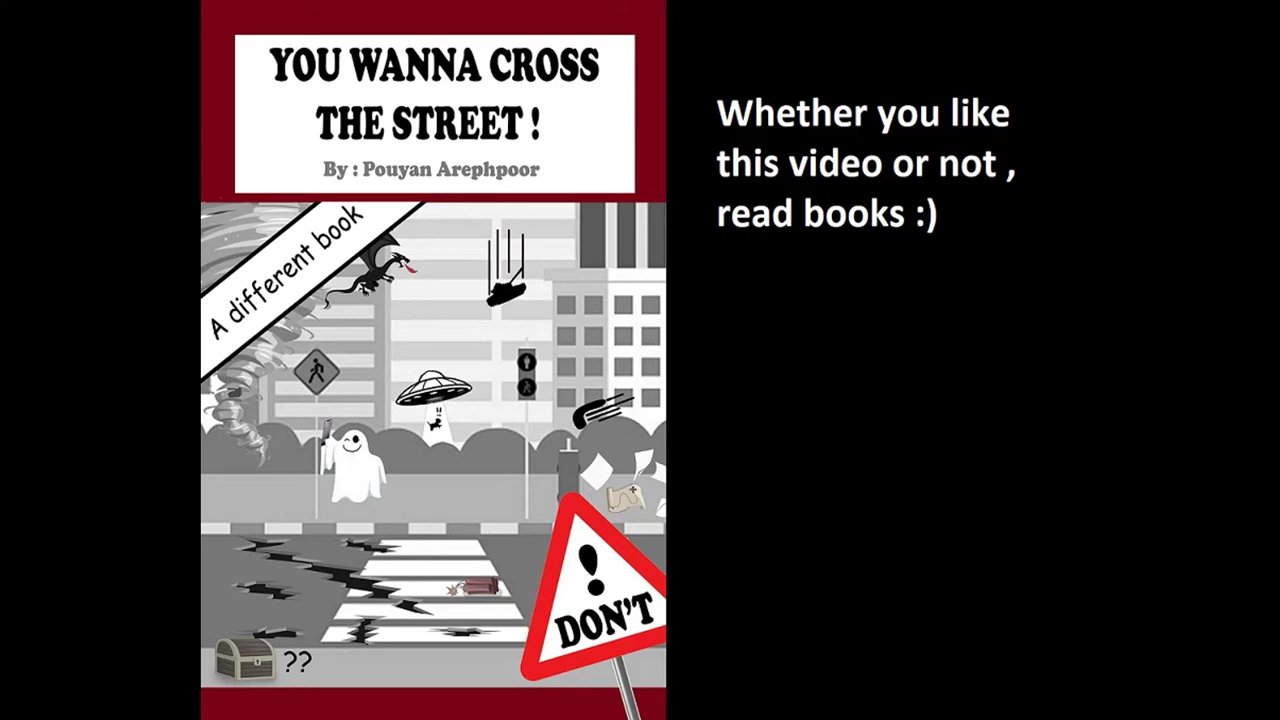 YOU WANNA CROSS
THE STREET !
By : Pouyan Arephpoor
A different book
DON'T
??
Whether you like
this video or not ,
read books :)